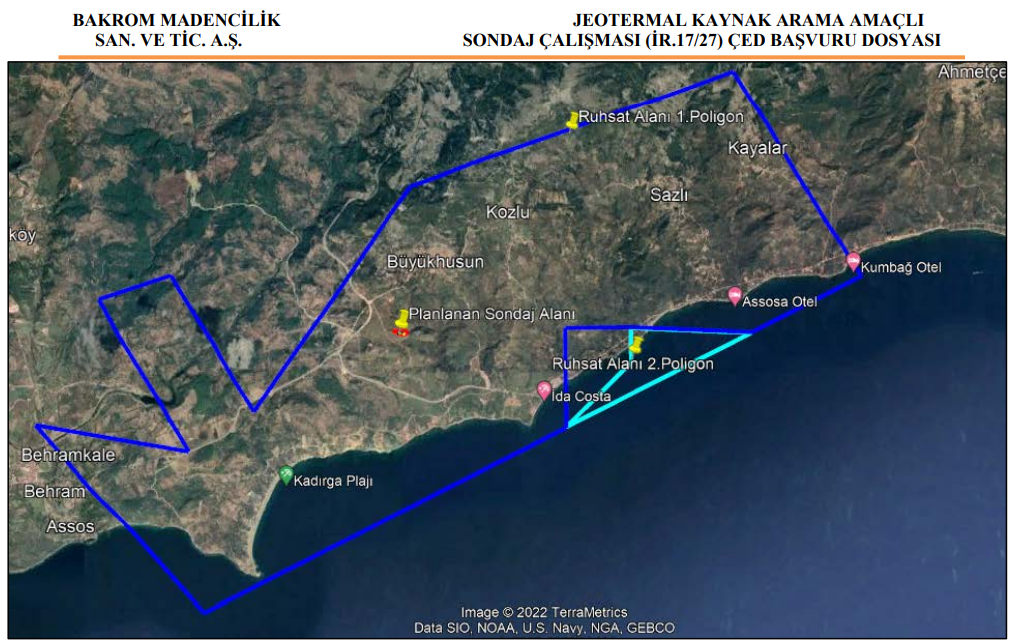 BAKROM MADENCİLİK
SAN. VE TİC. A.Ş.
JEOTERMAL KAYNAK ARAMA AMAÇLI
SONDAJ ÇALIŞMASI (İR.17/27) ÇED BAŞVURU DOSYASI
Ahmetçe
Ruhsat Alanı 1.Poligon
Kayalar
Sazlı
Kozlu
köy
Büyükhusun
Kumbağ Otel
Assosa Otel
Planlanan Sondaj Alanı
Ruhsat Alanı 2.Poligon
Ida Costa
Behramkale
Kadırga Plajı
Behram
Assos
Image © 2022 TerraMetrics
Data SIO, NOAA, U.S. Navy, NGA, GEBCO